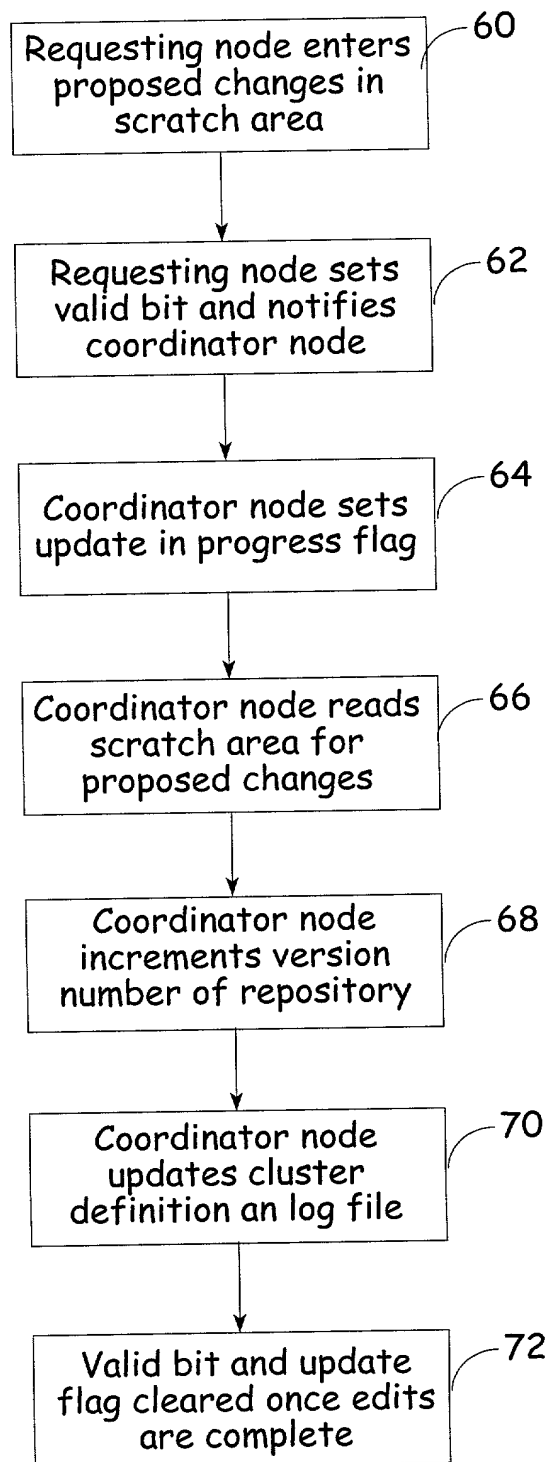 Requesting node enters
proposed changes in
scratch area
60
Requesting node sets
valid bit and notifies
coordinator node
62
Coordinator node sets
update in progress flag
64
Coordinator node reads
scratch area for
proposed changes
66
Coordinator node
increments version
number of repository
68
Coordinator node
updates cluster
definition an log file
70
Valid bit and update
flag cleared once edits
are complete
72